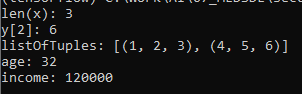 len(x): 3
y[2]: 6
listOfTuples: [(1, 2, 3), (4, 5, 6)]
age: 32
income: 120000